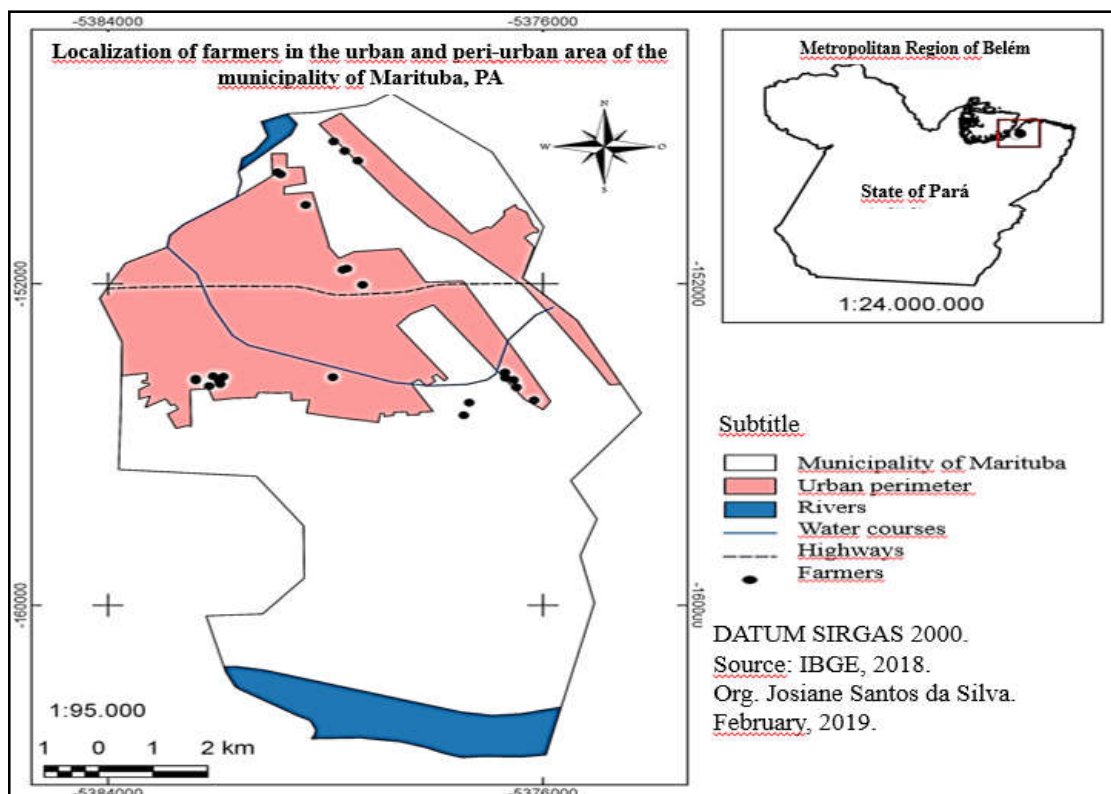 -5384000
-5376000
Localization of farmers in the urban and peri-urban area of the
municipality of Marituba, PA
N
W
O
S
-152000
-152000
-160000
-160000
1:95.000
1 0 1 2 km
-5384000
-5376000
Metropolitan Region of Belém
State of Pará
1:24.000.000
Subtitle
Municipality of Marituba
Urban perimeter
Rivers
Water courses
Highways
Farmers
DATUM SIRGAS 2000.
Source: IBGE, 2018.
Org. Josiane Santos da Silva.
February, 2019.